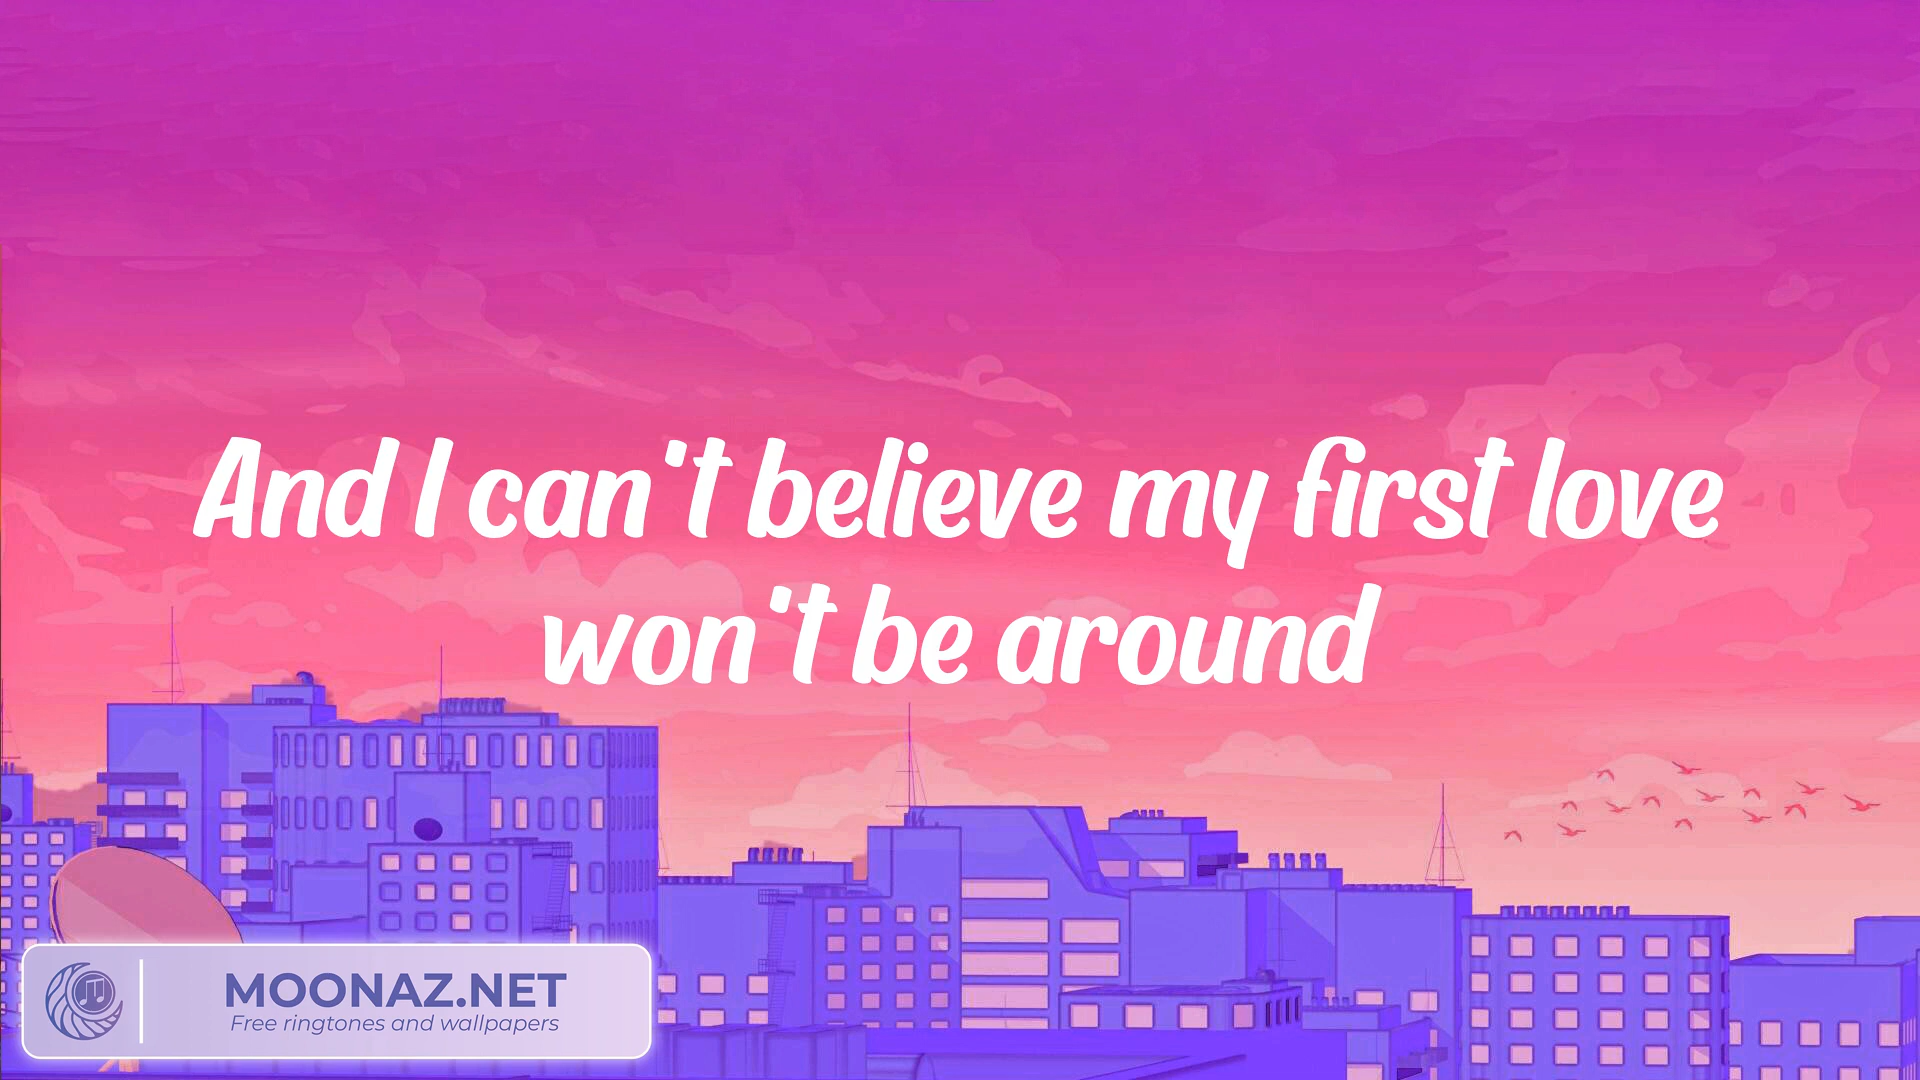 And I can't believe my first love
won't be around
MOONAZ.NET
Free ringtones and wallpapers